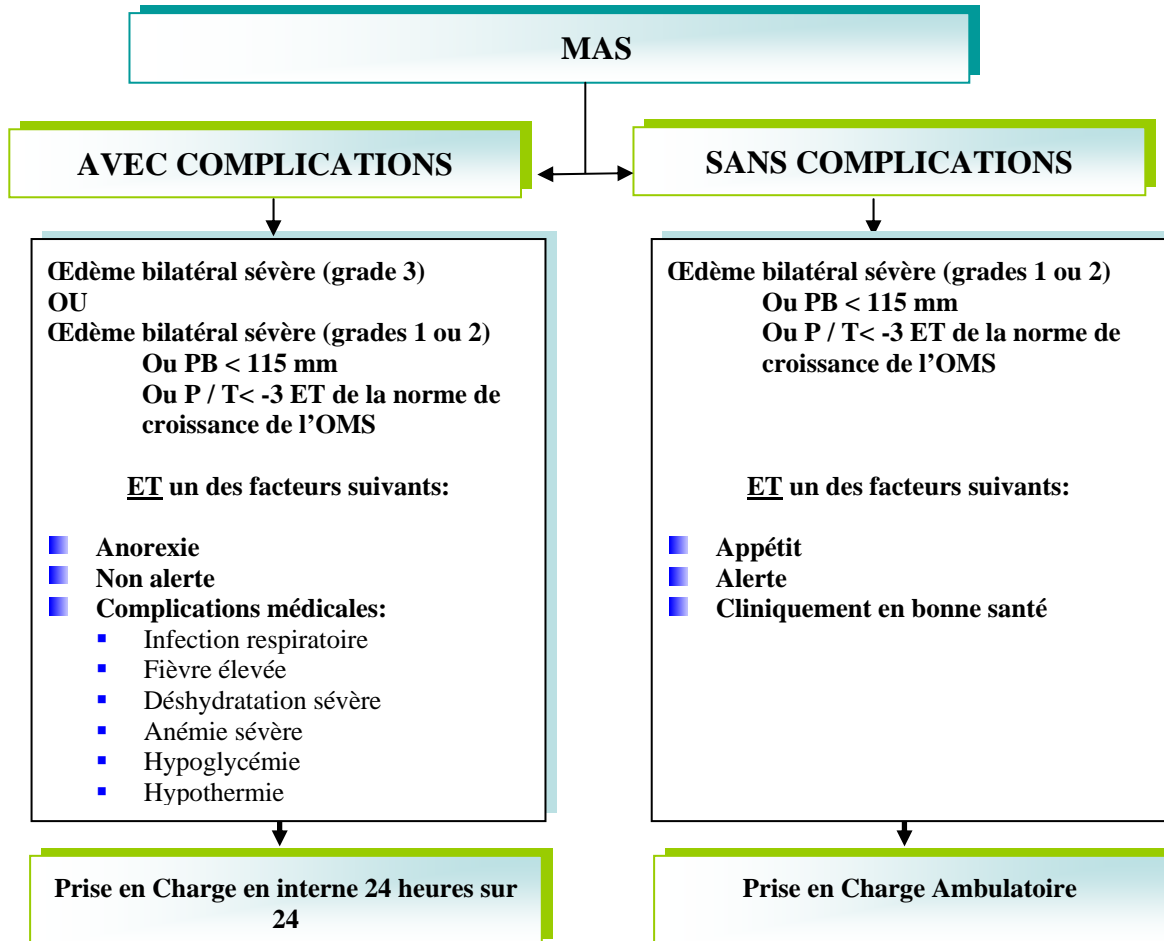 MAS
AVEC COMPLICATIONS
SANS COMPLICATIONS
Œdème bilatéral sévère (grade 3)
OU
Œdème bilatéral sévère (grades 1 ou 2)
Ou PB < 115 mm
Ou P / T< -3 ET de la norme de
croissance de l’OMS
ET un des facteurs suivants:
Anorexie
Non alerte
Complications médicales:
Infection respiratoire
Fièvre élevée
Déshydratation sévère
Anémie sévère
Hypoglycémie
Hypothermie
Œdème bilatéral sévère (grades 1 ou 2)
Ou PB < 115 mm
Ou P / T< -3 ET de la norme de
croissance de l’OMS
ET un des facteurs suivants:
Appétit
Alerte
Cliniquement en bonne santé
Prise en Charge en interne 24 heures sur
24
Prise en Charge Ambulatoire